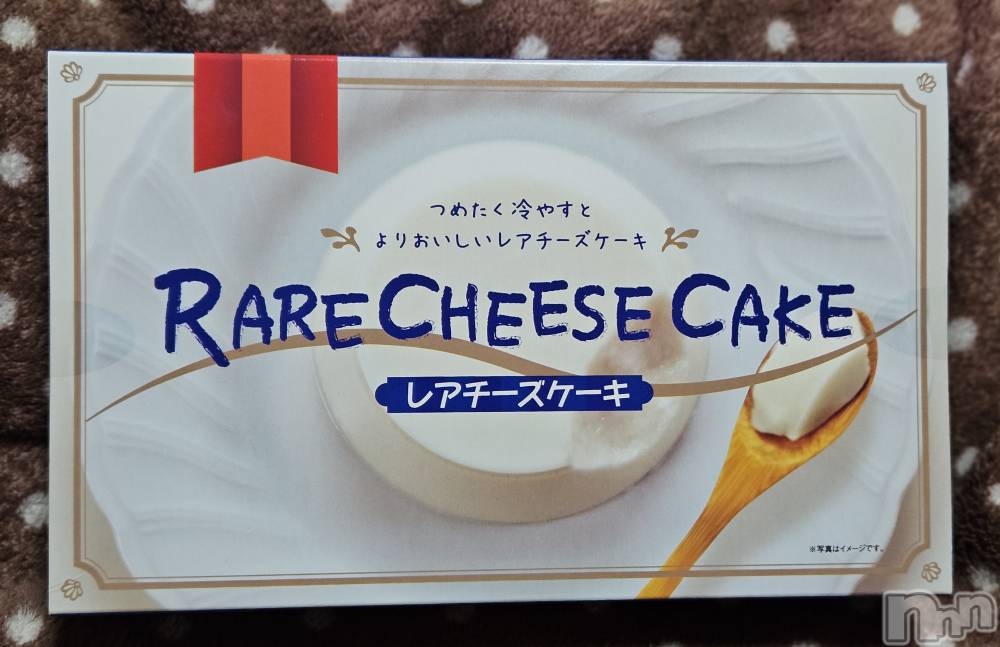 つめたく冷やすと
よりおいしいレアチーズケーキ
RARE CHEESE CAKE
レアチーズケーキ
※写真はイメージです。
nnn